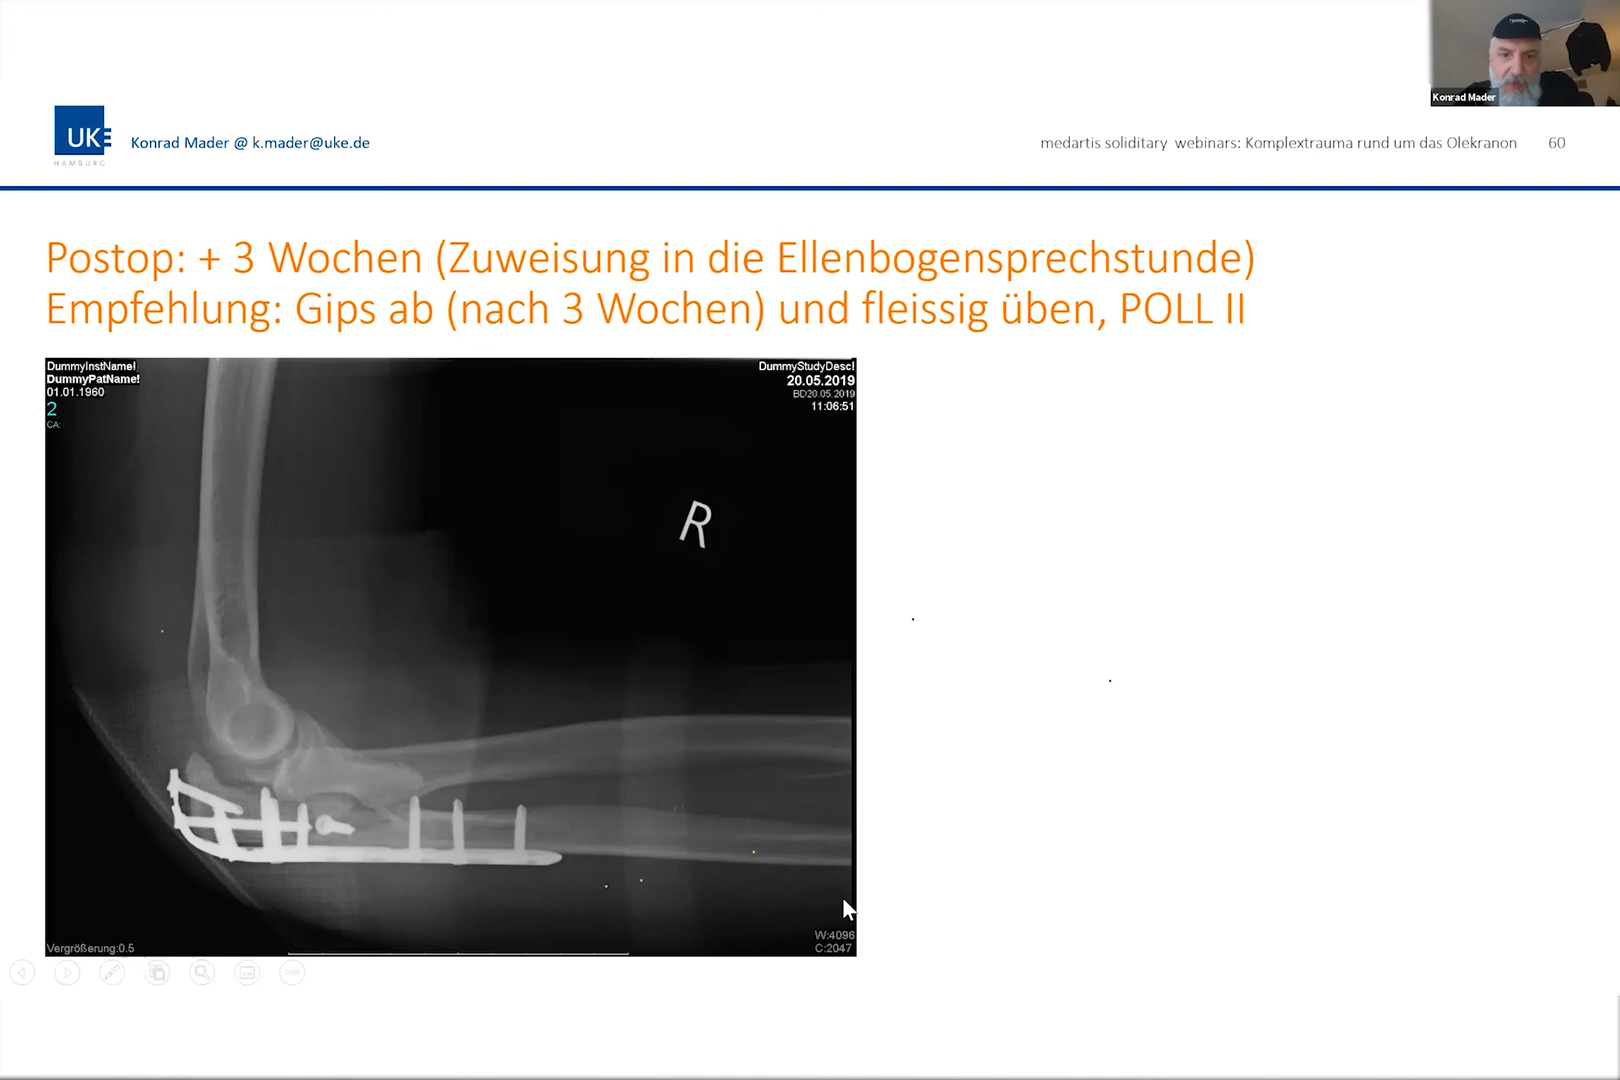 Konrad Mader
UKE
HAMBURG
Konrad Mader @ k.mader@uke.de
medartis soliditary webinars: Komplextrauma rund um das Olekranon
60
Postop: + 3 Wochen (Zuweisung in die Ellenbogensprechstunde)
Empfehlung: Gips ab (nach 3 Wochen) und fleissig üben, POLL II
DummyInstName!
DummyPatName!
01.01.1960
2
CA:
DummyStudyDesc!
20.05.2019
BD20.05.2019
11:06:51
R
Vergrößerung:0.5
W:4096
C:2047